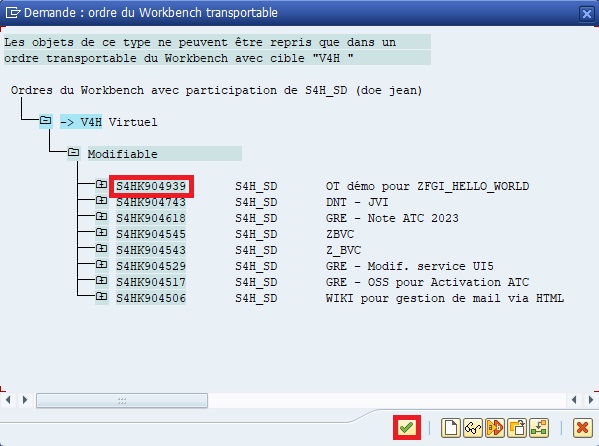 Demande : ordre du Workbench transportable
Les objets de ce type ne peuvent être repris que dans un
ordre transportable du Workbench avec cible "V4H "
Ordres du Workbench avec participation de S4H_SD (doe jean)
-> V4H Virtuel
Modifiable
S4HK904939 S4H_SD OT démo pour ZFGI_HELLO_WORLD
S4HK904743 S4H_SD DNT - JVI
S4HK904618 S4H_SD GRE - Note ATC 2023
S4HK904545 S4H_SD ZBVC
S4HK904543 S4H_SD Z_BVC
S4HK904529 S4H_SD GRE - Modif. service UI5
S4HK904517 S4H_SD GRE - OSS pour Activation ATC
S4HK904506 S4H_SD WIKI pour gestion de mail via HTML